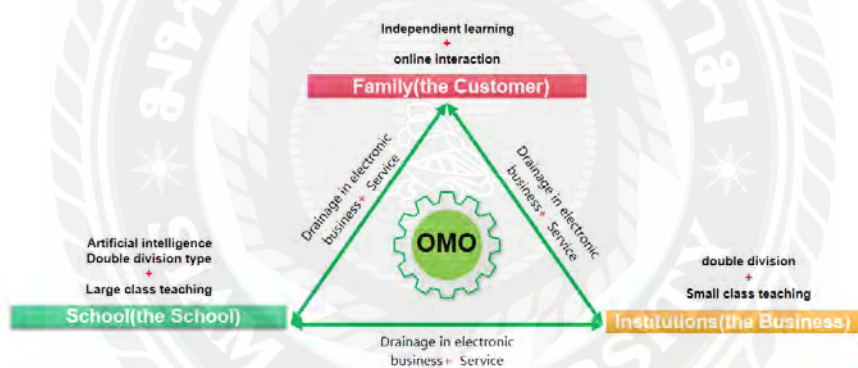 Independent learning
+
online interaction
Family(the Customer)
Drainage in electronic
business+ Service
Drainage in electronic
business+ Service
OMO
Artificial intelligence
Double division type
+
Large class teaching
School(the School)
double division
+
Small class teaching
Institutions(the Business)
Drainage in electronic
business+ Service